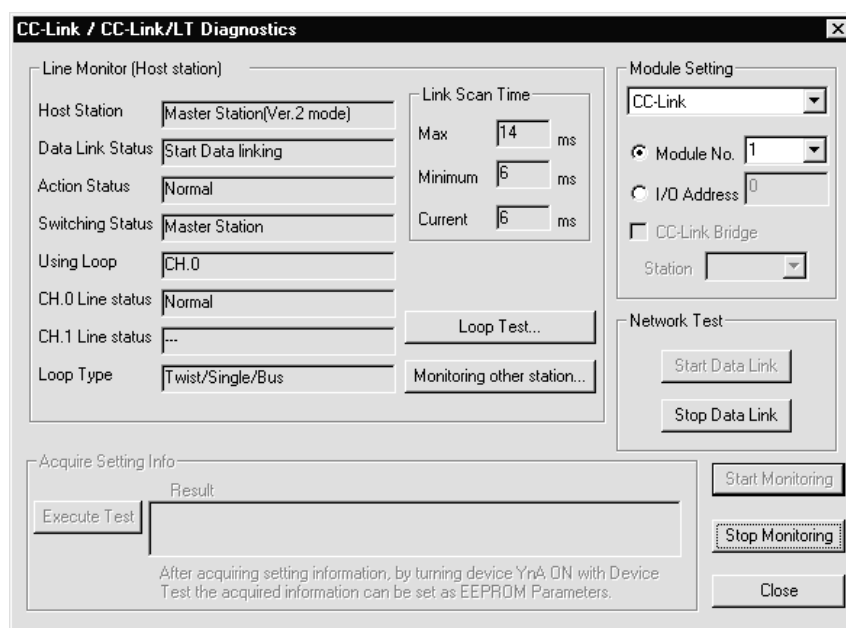 CC-Link / CC-Link/LT Diagnostics
Line Monitor (Host station)
Host Station Master Station(Ver.2 mode)
Data Link Status Start Data linking
Action Status Normal
Switching Status Master Station
Using Loop CH.0
CH.0 Line status Normal
CH.1 Line status ---
Loop Type Twist/Single/Bus
Link Scan Time
Max 14 ms
Minimum 6 ms
Current 6 ms
Loop Test...
Monitoring other station...
Module Setting
CC-Link
Module No. 1
I/O Address 0
CC-Link Bridge
Station
Network Test
Start Data Link
Stop Data Link
Acquire Setting Info
Result
Execute Test
After acquiring setting information, by turning device YnA ON with Device
Test the acquired information can be set as EEPROM Parameters.
Start Monitoring
Stop Monitoring
Close